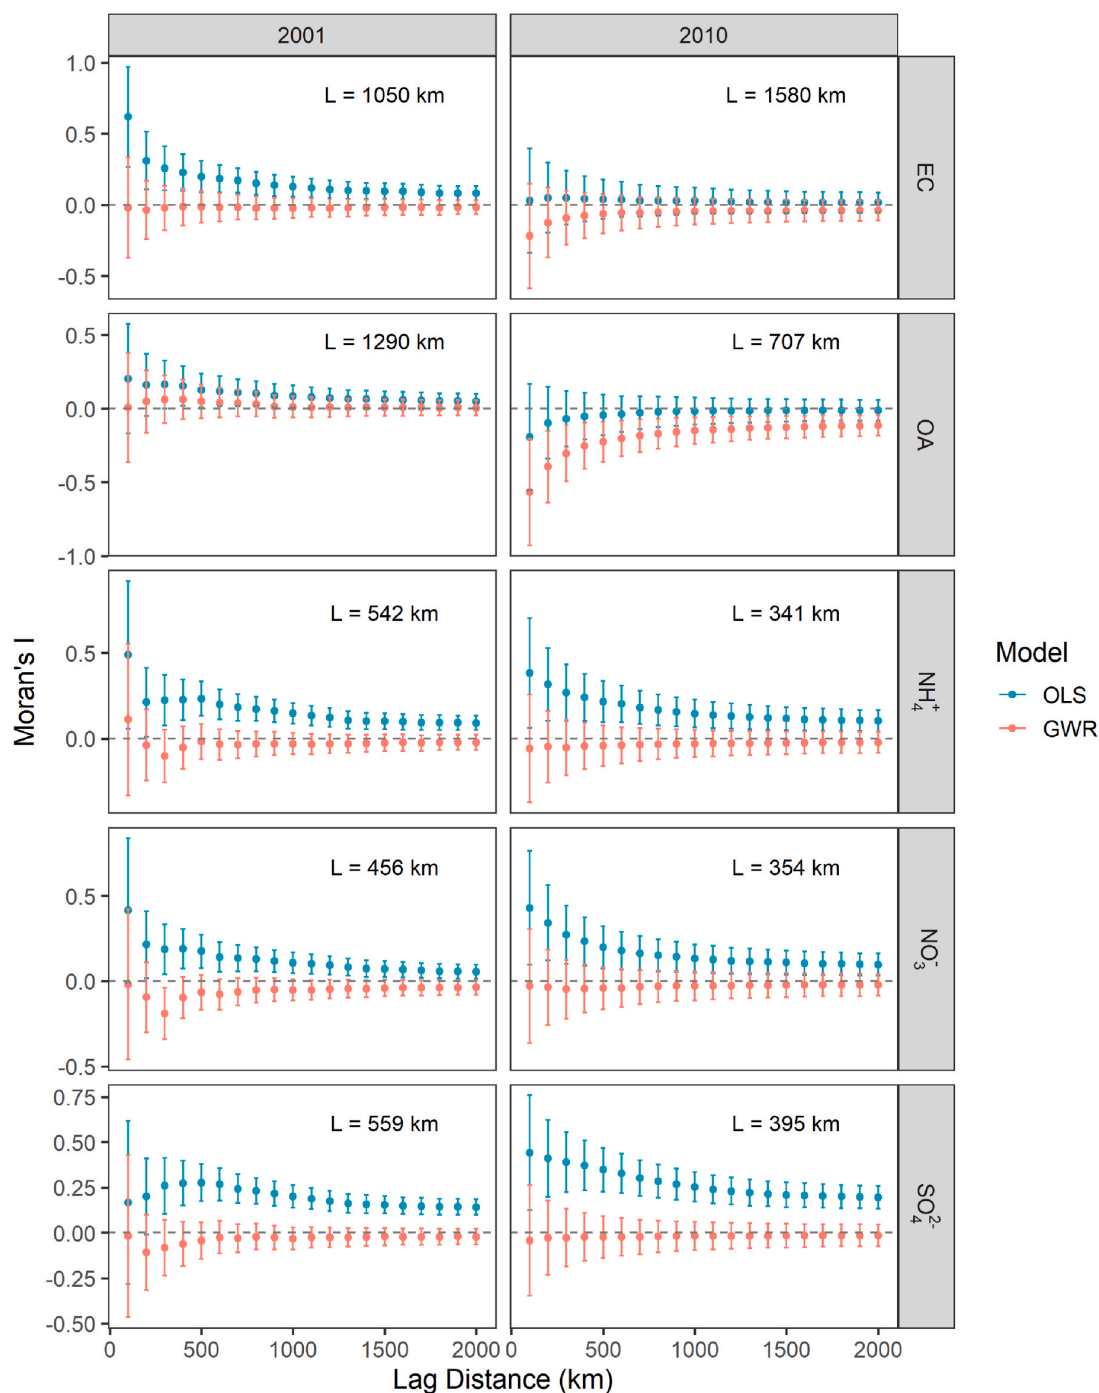 2001 2010
1.0
0.5
0.0
-0.5
L = 1050 km
L = 1580 km
EC
0.5
0.0
-0.5
-1.0
L = 1290 km
L = 707 km
OA
0.5
0.0
L = 542 km
L = 341 km
NH₄⁺
0.5
0.0
-0.5
L = 456 km
L = 354 km
NO₃⁻
0.75
0.50
0.25
0.00
-0.25
-0.50
L = 559 km
L = 395 km
SO₄²⁻
0 500 1000 1500 2000 0 500 1000 1500 2000
Lag Distance (km)
Moran's I
Model
OLS
GWR